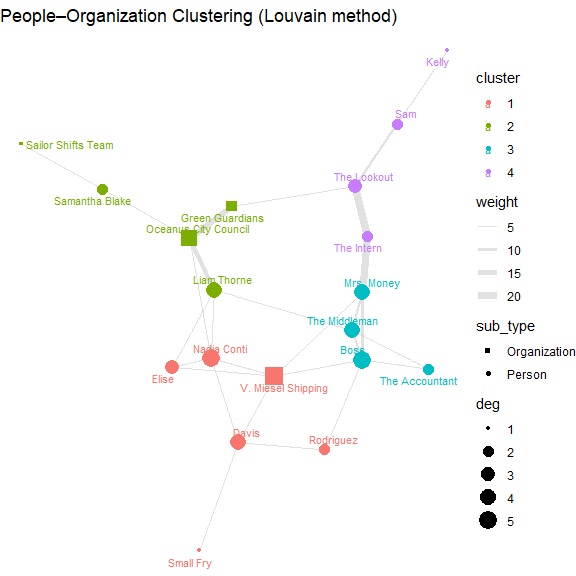 People–Organization Clustering (Louvain method)
Kelly
Sam
Sailor Shifts Team
The Lookout
Samantha Blake
Green Guardians
Oceanus City Council
The Intern
Liam Thorne
Mrs. Money
The Middleman
Nadia Conti
Boss
Elise
The Accountant
V. Miesel Shipping
Davis
Rodriguez
Small Fry
cluster
1
2
3
4
weight
5
10
15
20
sub_type
Organization
Person
deg
1
2
3
4
5